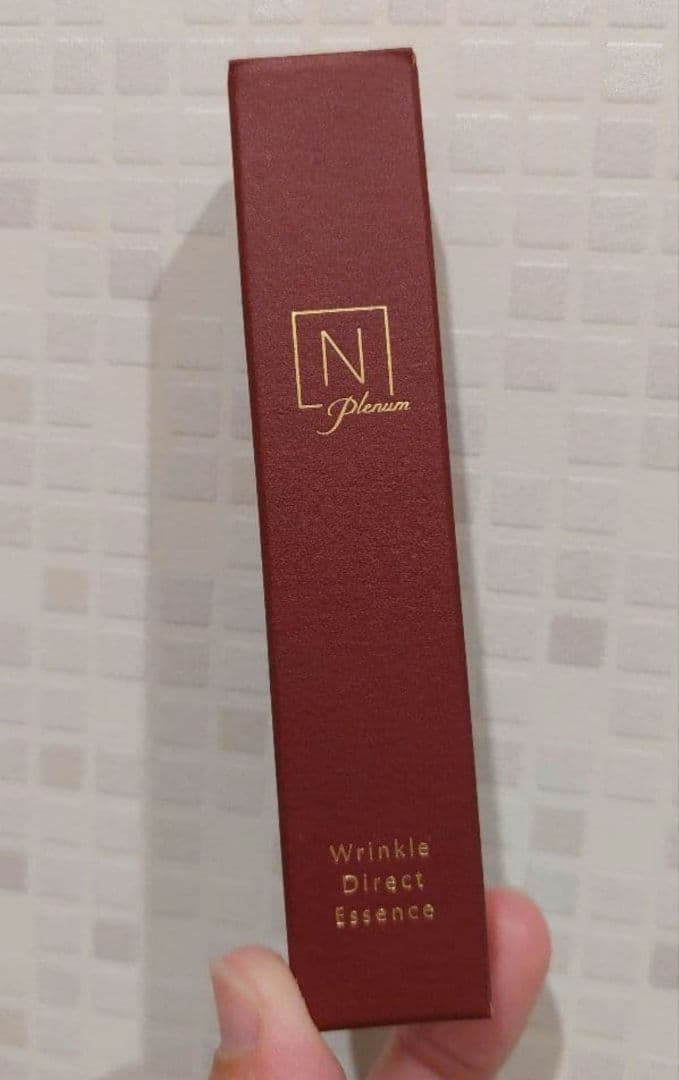 N
Plenum
Wrinkle
Direct
Essence